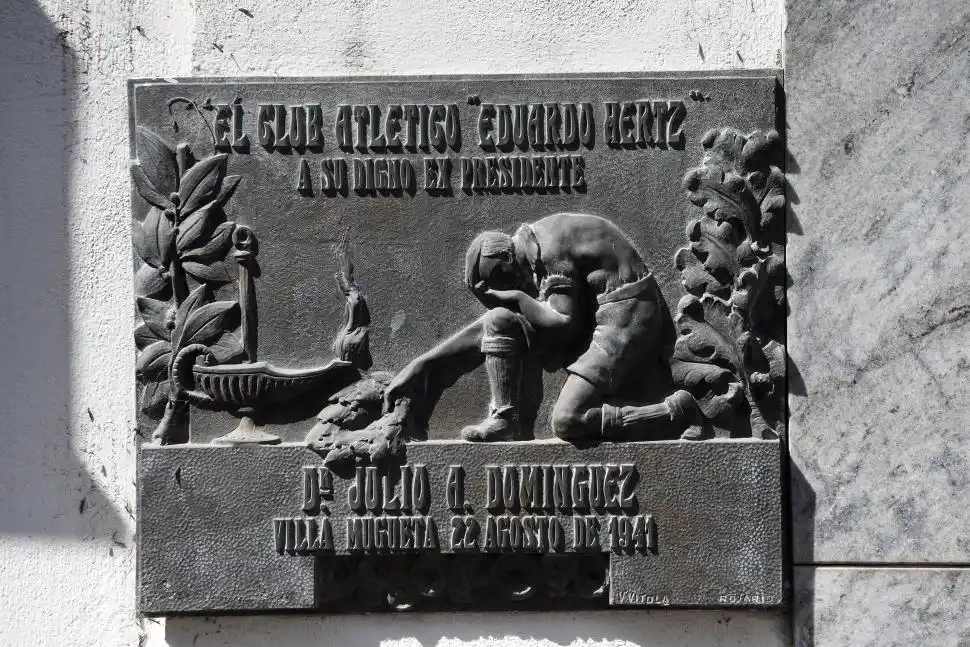 "EL CLUB ATLETICO "EDUARDO HERTZ"
A SU DIGNO EX PRESIDENTE
Dr. JULIO A. DOMINGUEZ
VILLA MUGUETA 22 AGOSTO DE 1941
V. VITOLA ROSARIO